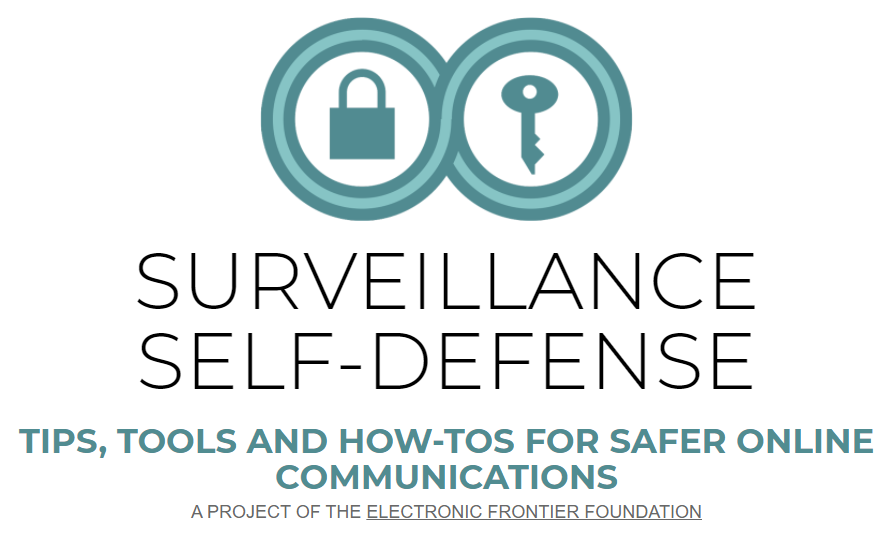 SURVEILLANCE
SELF-DEFENSE
TIPS, TOOLS AND HOW-TOS FOR SAFER ONLINE
COMMUNICATIONS
A PROJECT OF THE ELECTRONIC FRONTIER FOUNDATION